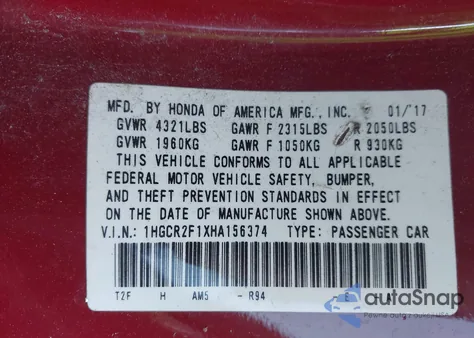 MFD. BY HONDA OF AMERICA MFG., INC. 01/'17
GVWR 4321LBS GAWR F 2315LBS R 2050LBS
GVWR 1960KG GAWR F 1050KG R 930KG
THIS VEHICLE CONFORMS TO ALL APPLICABLE
FEDERAL MOTOR VEHICLE SAFETY, BUMPER,
AND THEFT PREVENTION STANDARDS IN EFFECT
ON THE DATE OF MANUFACTURE SHOWN ABOVE.
V.I.N.: 1HGCR2F1XHA156374 TYPE: PASSENGER CAR
T2F H AM5 - R94 E
autoSnap